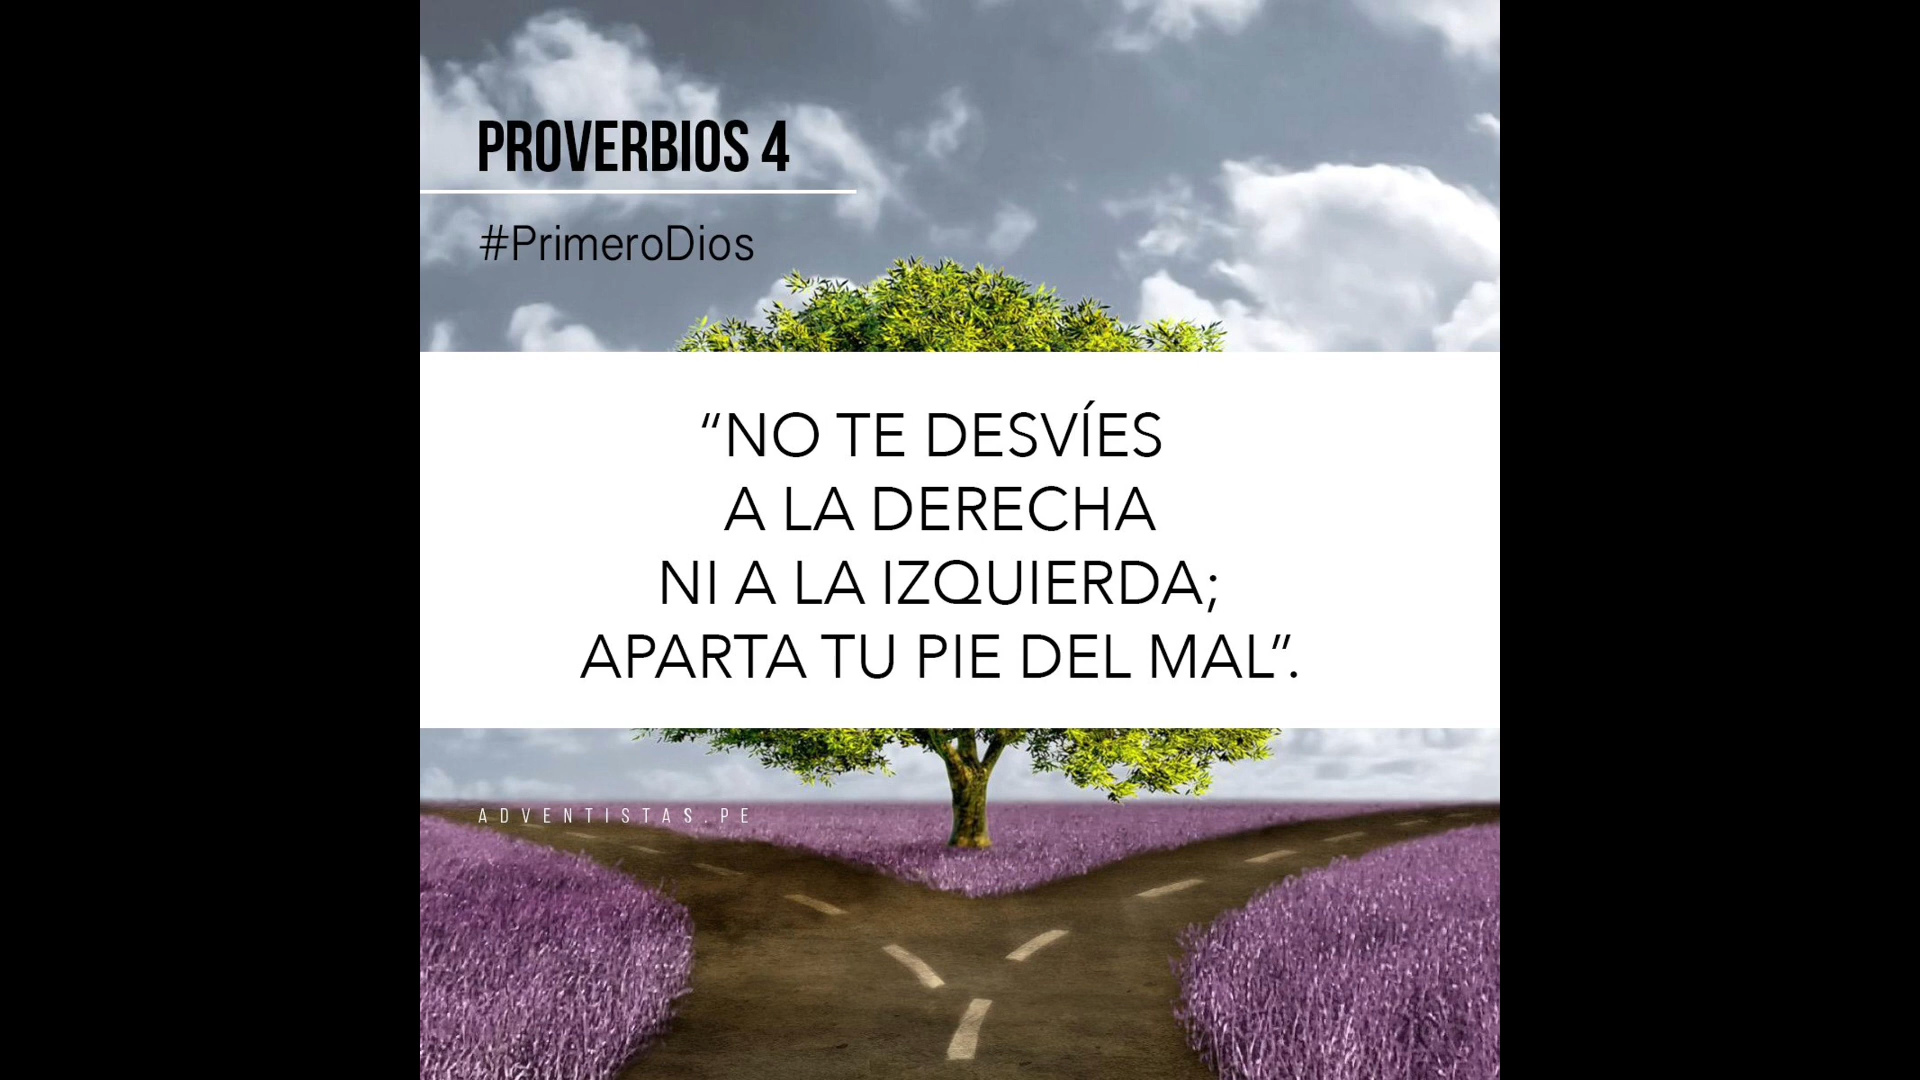 PROVERBIOS 4
#PrimeroDios
“NO TE DESVÍES
A LA DERECHA
NI A LA IZQUIERDA;
APARTA TU PIE DEL MAL”.
ADVENTISTAS.PE